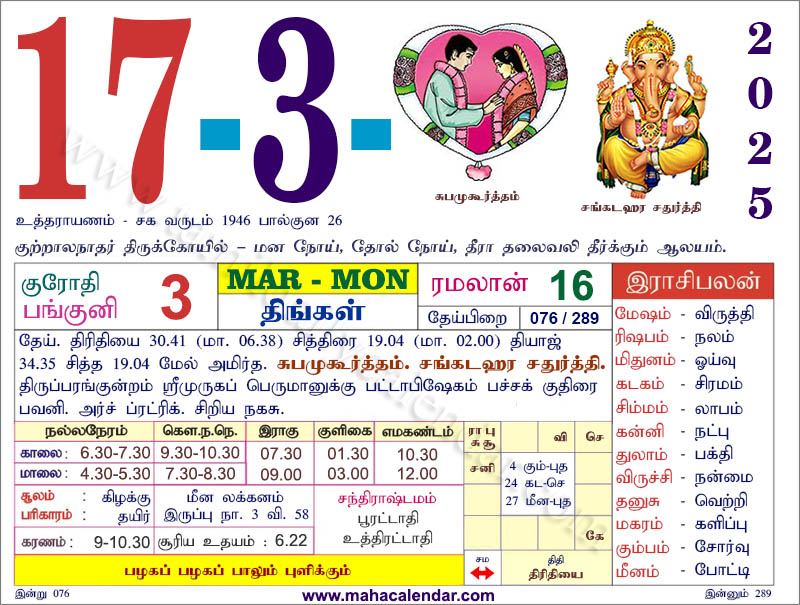 17-3-
2025
சுபமுகூர்த்தம்
சங்கடஹர சதுர்த்தி
உத்தராயணம் - சக வருடம் 1946 பால்குன 26
குற்றாலநாதர் திருக்கோயில் – மன நோய், தோல் நோய், தீரா தலைவலி தீர்க்கும் ஆலயம்.
குரோதி
பங்குனி 3
MAR - MON
திங்கள்
ரமலான் 16
தேய்பிறை 076 / 289
தேய். திரிதியை 30.41 (மா. 06.38) சித்திரை 19.04 (மா. 02.00) தியாஜ்
34.35 சித்த 19.04 மேல் அமிர்த. சுபமுகூர்த்தம். சங்கடஹர சதுர்த்தி.
திருப்பரங்குன்றம் ஸ்ரீமுருகப் பெருமானுக்கு பட்டாபிஷேகம் பச்சக் குதிரை
பவனி. அர்ச் ப்ரட்ரிக். சிறிய நகசு.
இராசிபலன்
மேஷம் - விருத்தி
ரிஷபம் - நலம்
மிதுனம் - ஓய்வு
கடகம் - சிரமம்
சிம்மம் - லாபம்
கன்னி - நட்பு
துலாம் - பக்தி
விருச்சி - நன்மை
தனுசு - வெற்றி
மகரம் - களிப்பு
கும்பம் - சோர்வு
மீனம் - போட்டி
நல்லநேரம் கௌ.ந.நெ. இராகு குளிகை எமகண்டம்
காலை: 6.30-7.30 9.30-10.30 07.30 01.30 10.30
மாலை: 4.30-5.30 7.30-8.30 09.00 03.00 12.00
சூலம் : கிழக்கு
பரிகாரம் : தயிர்
மீன லக்கனம்
இருப்பு நா. 3 வி. 58
சந்திராஷ்டமம்
பூரட்டாதி
உத்திரட்டாதி
கரணம் : 9-10.30 சூரிய உதயம் : 6.22
ரா பு
சு சூ
வி செ
சனி
4 கும்-புத
24 கட-செ
27 மீன-புத
கே
பழகப் பழகப் பாலும் புளிக்கும்
சம
திதி
திரிதியை
இன்று 076
www.mahacalendar.com
இன்னும் 289